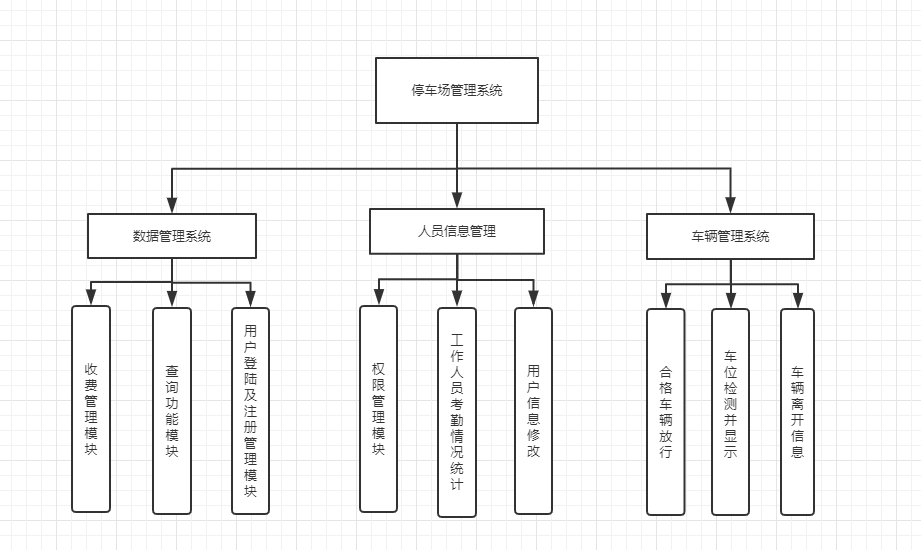 停车场管理系统
数据管理系统
人员信息管理
车辆管理系统
收费管理模块
查询功能模块
用户登陆及注册管理模块
权限管理模块
工作人员考勤情况统计
用户信息修改
合格车辆放行
车位检测并显示
车辆离开信息